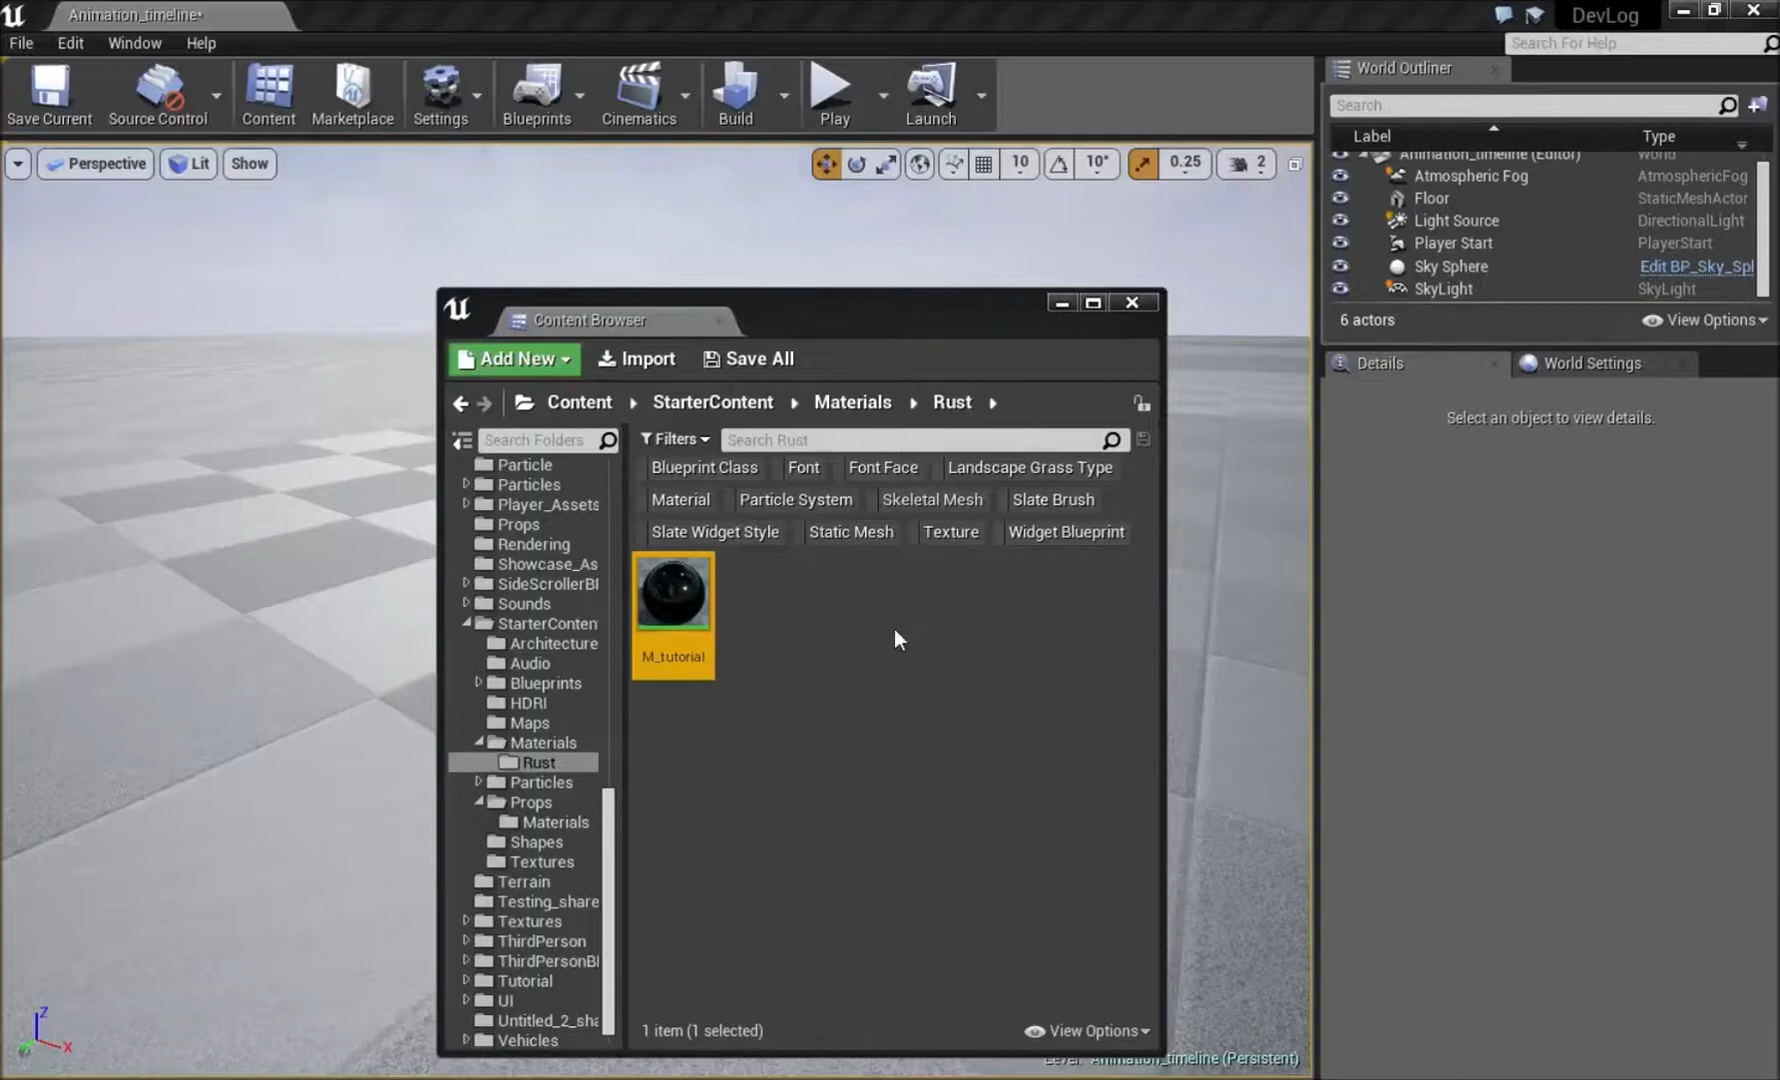 Animation_timeline*
DevLog
File Edit Window Help
Search For Help
Save Current Source Control Content Marketplace Settings Blueprints Cinematics Build Play Launch
World Outliner
Search
Label Type
Perspective Lit Show 10 10° 0.25 2
Animation_timeline (Editor) World
Atmospheric Fog AtmosphericFog
Floor StaticMeshActor
Light Source DirectionalLight
Player Start PlayerStart
Sky Sphere Edit BP_Sky_Spl
SkyLight SkyLight
6 actors View Options
Details World Settings
Select an object to view details.
Content Browser
Add New Import Save All
Content StarterContent Materials Rust
Search Folders Filters Search Rust
Blueprint Class Font Font Face Landscape Grass Type
Material Particle System Skeletal Mesh Slate Brush
Slate Widget Style Static Mesh Texture Widget Blueprint
M_tutorial
Particle
Particles
Player_Assets
Props
Rendering
Showcase_As
SideScrollerBl
Sounds
StarterConten
Architecture
Audio
Blueprints
HDRI
Maps
Materials
Rust
Particles
Props
Materials
Shapes
Textures
Terrain
Testing_share
Textures
ThirdPerson
ThirdPersonBl
Tutorial
UI
Untitled_2_sha
Vehicles
1 item (1 selected) View Options
Level: Animation_timeline (Persistent)
Z
X